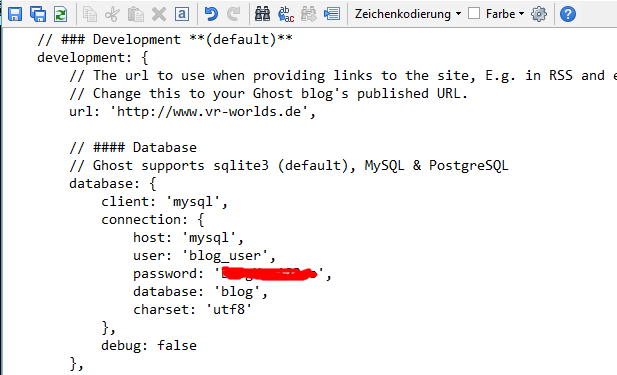 Zeichenkodierung Farbe
// ### Development **(default)**
development: {
// The url to use when providing links to the site, E.g. in RSS and
// Change this to your Ghost blog's published URL.
url: 'http://www.vr-worlds.de',
// #### Database
// Ghost supports sqlite3 (default), MySQL & PostgreSQL
database: {
client: 'mysql',
connection: {
host: 'mysql',
user: 'blog_user',
password: ' ',
database: 'blog',
charset: 'utf8'
},
debug: false
},